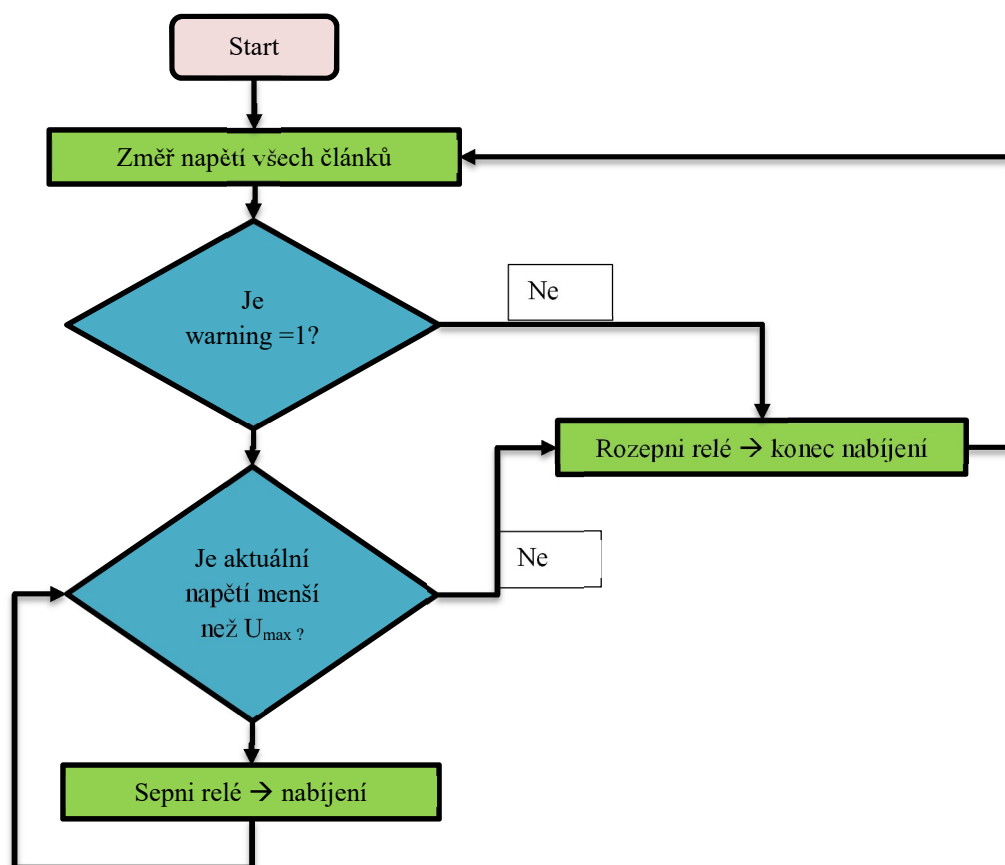 Start
Změř napětí všech článků
Je
warning =1?
Ne
Rozepni relé → konec nabíjení
Je aktuální
napětí menší
než Umax ?
Ne
Sepni relé → nabíjení